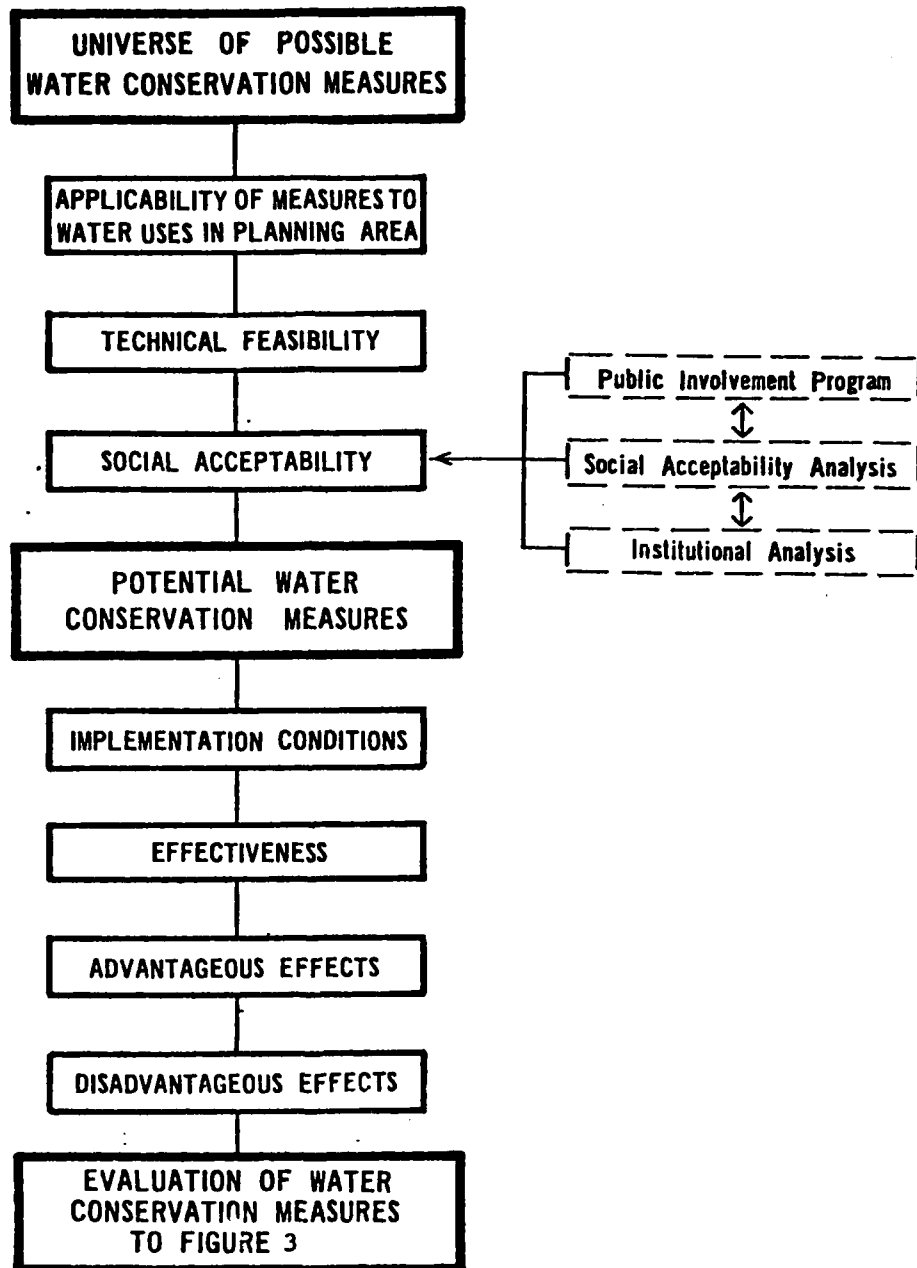 UNIVERSE OF POSSIBLE
WATER CONSERVATION MEASURES
APPLICABILITY OF MEASURES TO
WATER USES IN PLANNING AREA
TECHNICAL FEASIBILITY
SOCIAL ACCEPTABILITY
Public Involvement Program
Social Acceptability Analysis
Institutional Analysis
POTENTIAL WATER
CONSERVATION MEASURES
IMPLEMENTATION CONDITIONS
EFFECTIVENESS
ADVANTAGEOUS EFFECTS
DISADVANTAGEOUS EFFECTS
EVALUATION OF WATER
CONSERVATION MEASURES
TO FIGURE 3